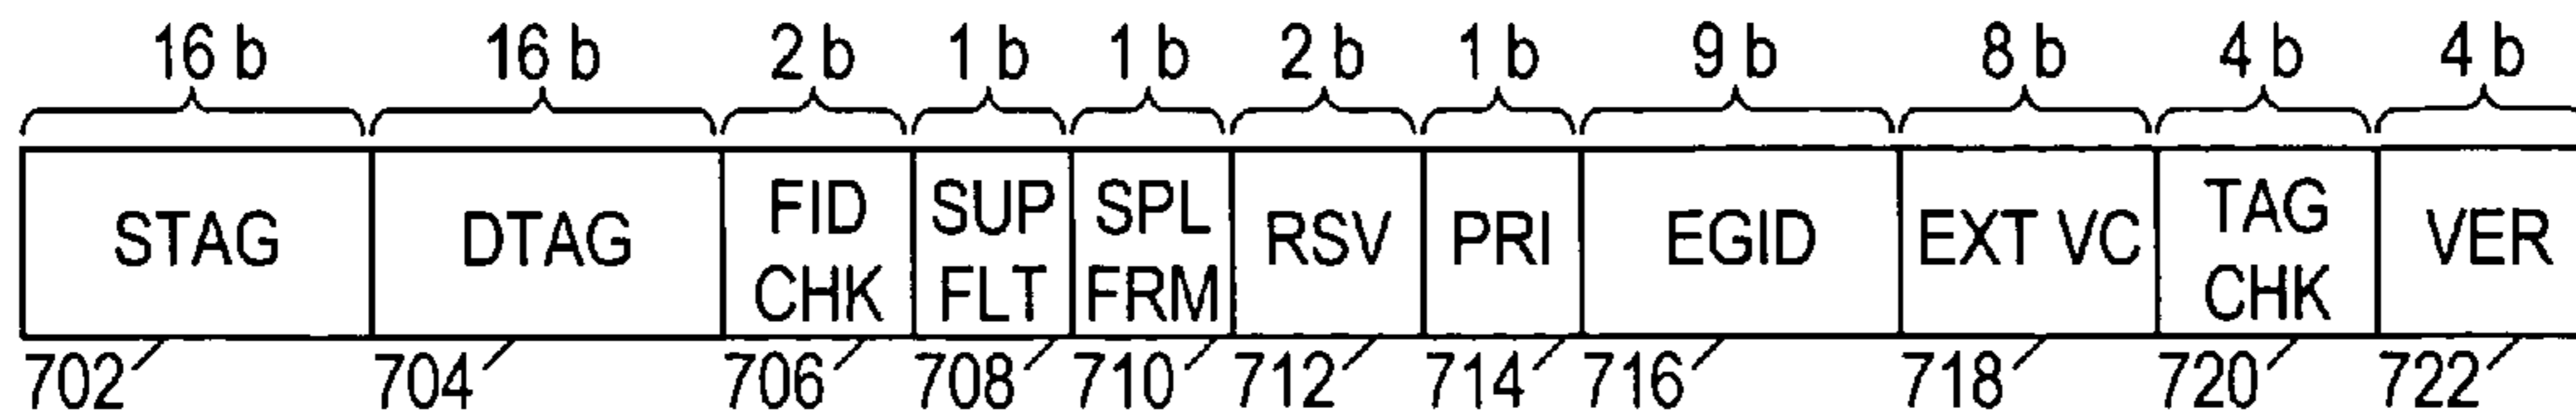 16 b 16 b 2 b 1 b 1 b 2 b 1 b 9 b 8 b 4 b 4 b
STAG DTAG FID CHK SUP FLT SPL FRM RSV PRI EGID EXT VC TAG CHK VER
702 704 706 708 710 712 714 716 718 720 722